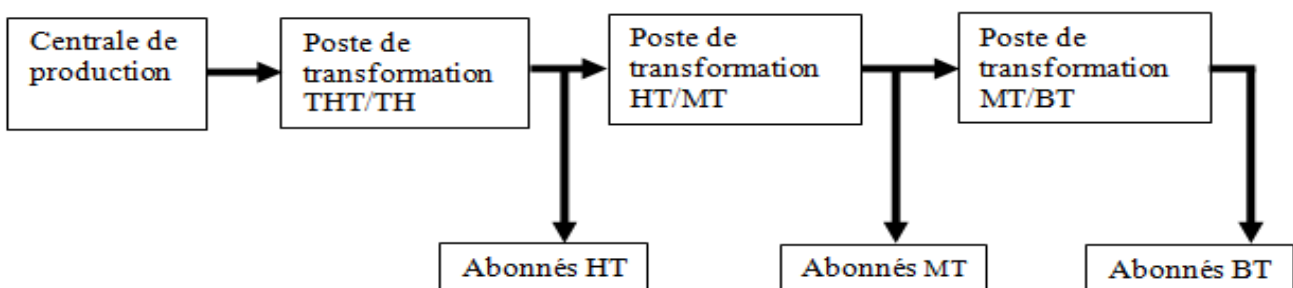 Centrale de
production
Poste de
transformation
THT/TH
Poste de
transformation
HT/MT
Poste de
transformation
MT/BT
Abonnés HT
Abonnés MT
Abonnés BT